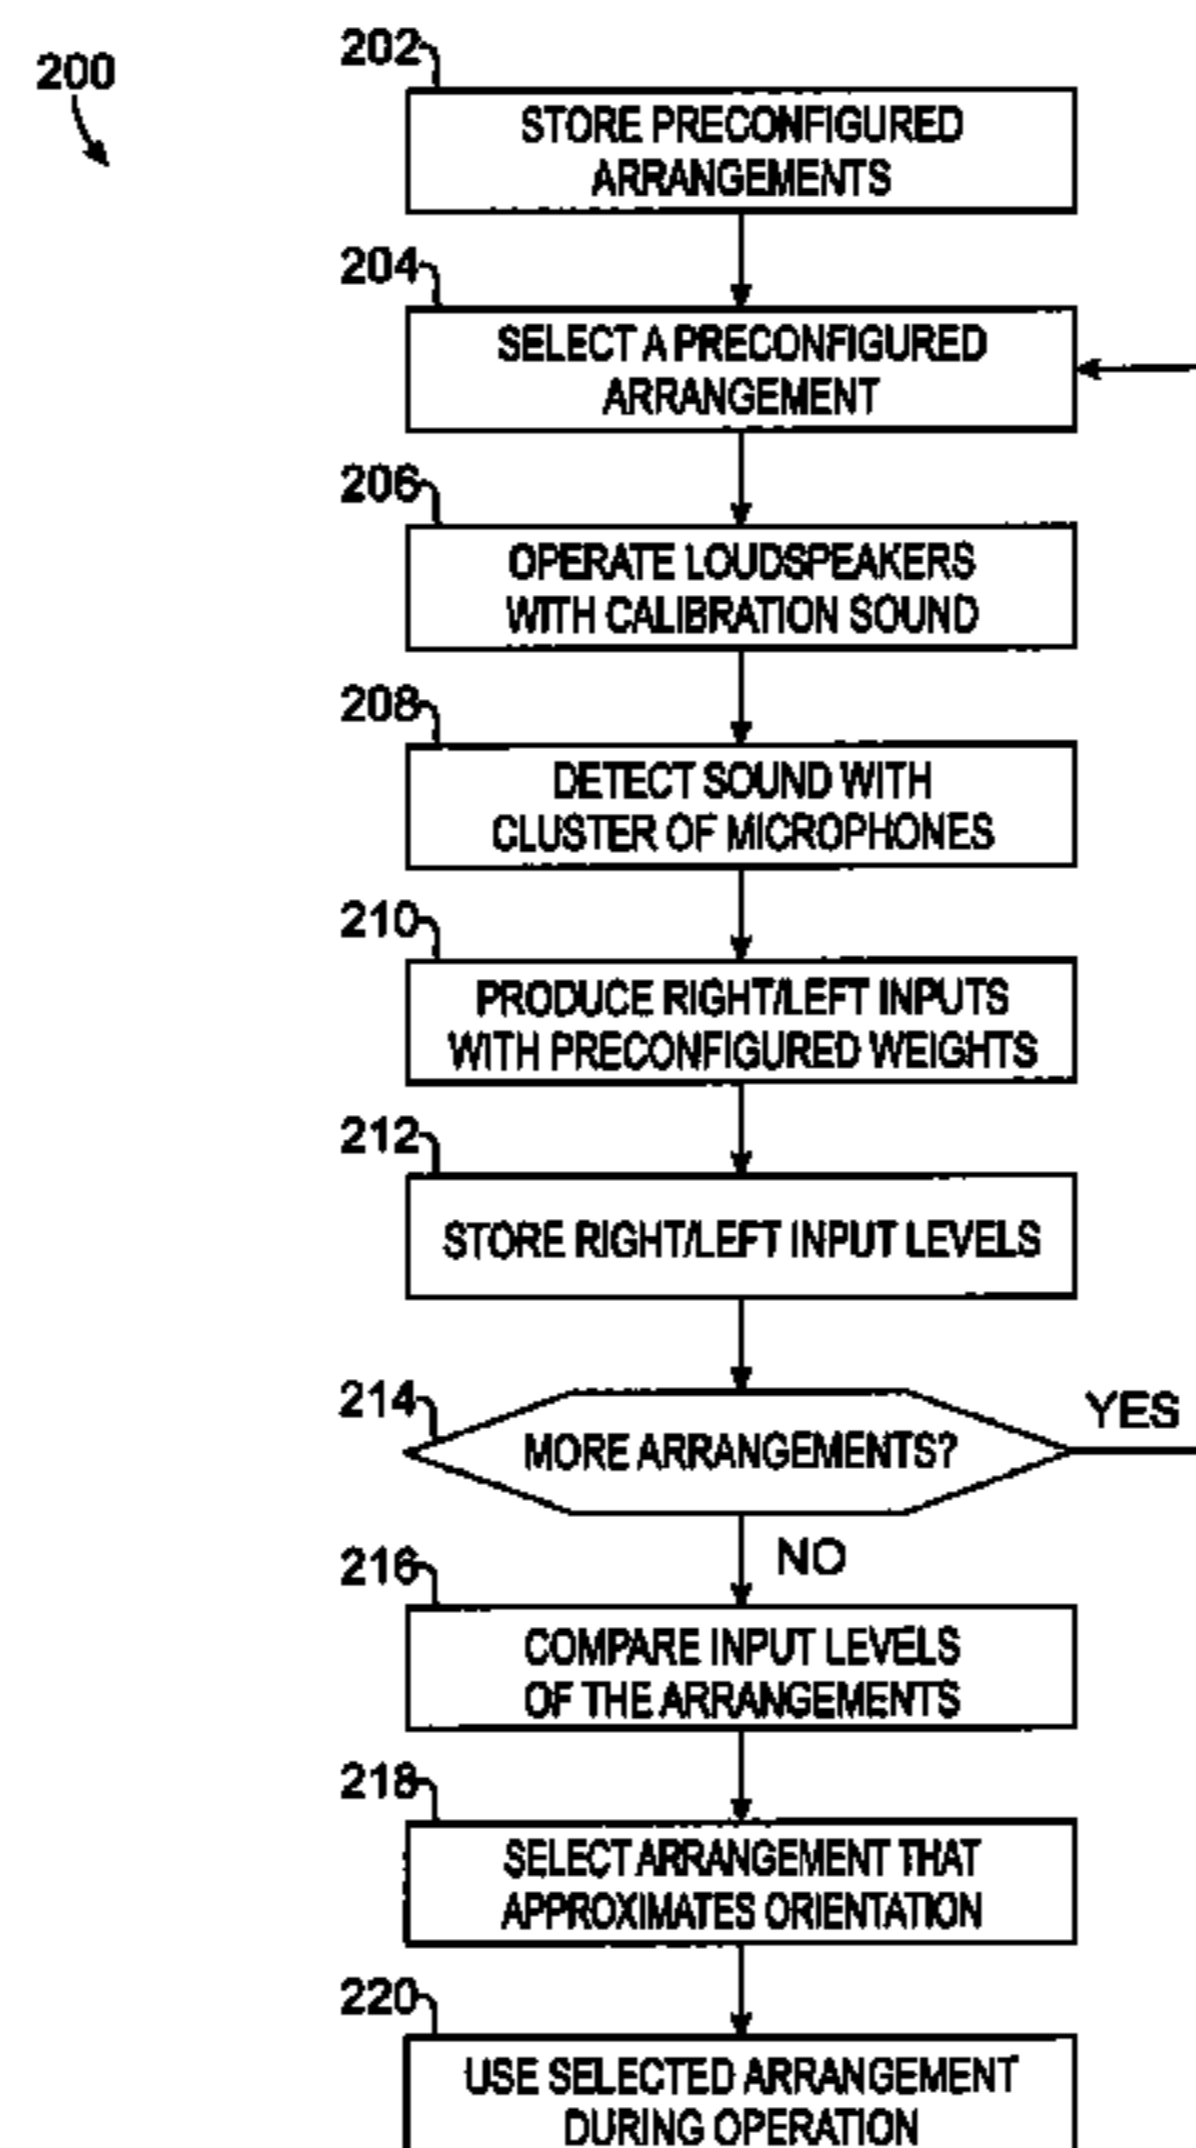 200
202
STORE PRECONFIGURED
ARRANGEMENTS
204
SELECT A PRECONFIGURED
ARRANGEMENT
206
OPERATE LOUDSPEAKERS
WITH CALIBRATION SOUND
208
DETECT SOUND WITH
CLUSTER OF MICROPHONES
210
PRODUCE RIGHT/LEFT INPUTS
WITH PRECONFIGURED WEIGHTS
212
STORE RIGHT/LEFT INPUT LEVELS
214
MORE ARRANGEMENTS?
YES
NO
216
COMPARE INPUT LEVELS
OF THE ARRANGEMENTS
218
SELECT ARRANGEMENT THAT
APPROXIMATES ORIENTATION
220
USE SELECTED ARRANGEMENT
DURING OPERATION